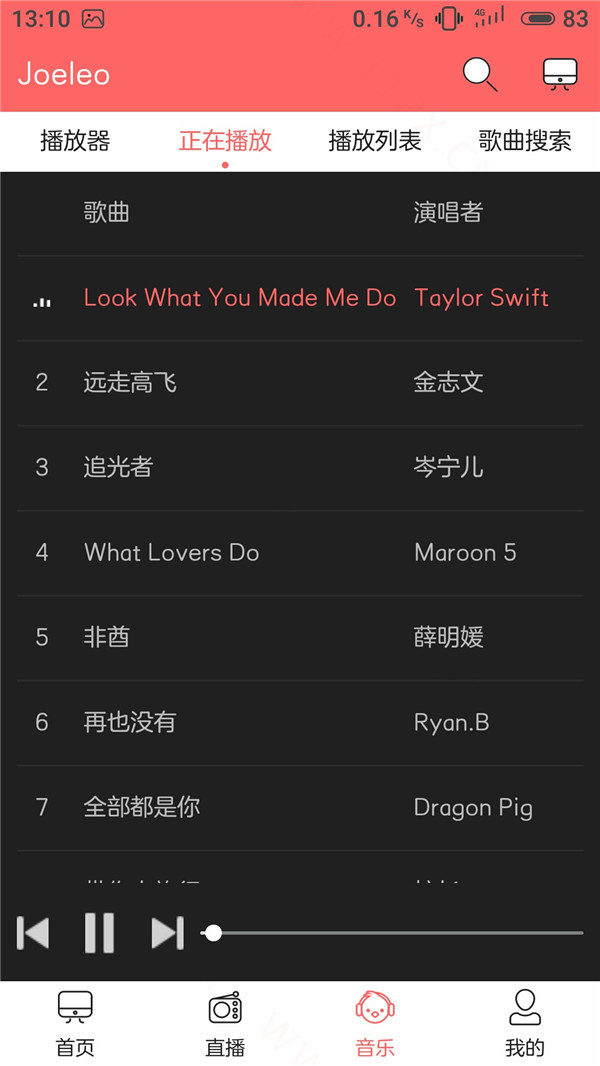 13:10 0.16 K/s 4G 83
Joeleo
播放器 正在播放 播放列表 歌曲搜索
歌曲 演唱者
Look What You Made Me Do Taylor Swift
2 远走高飞 金志文
3 追光者 岑宁儿
4 What Lovers Do Maroon 5
5 非酋 薛明媛
6 再也没有 Ryan.B
7 全部都是你 Dragon Pig
首页 直播 音乐 我的